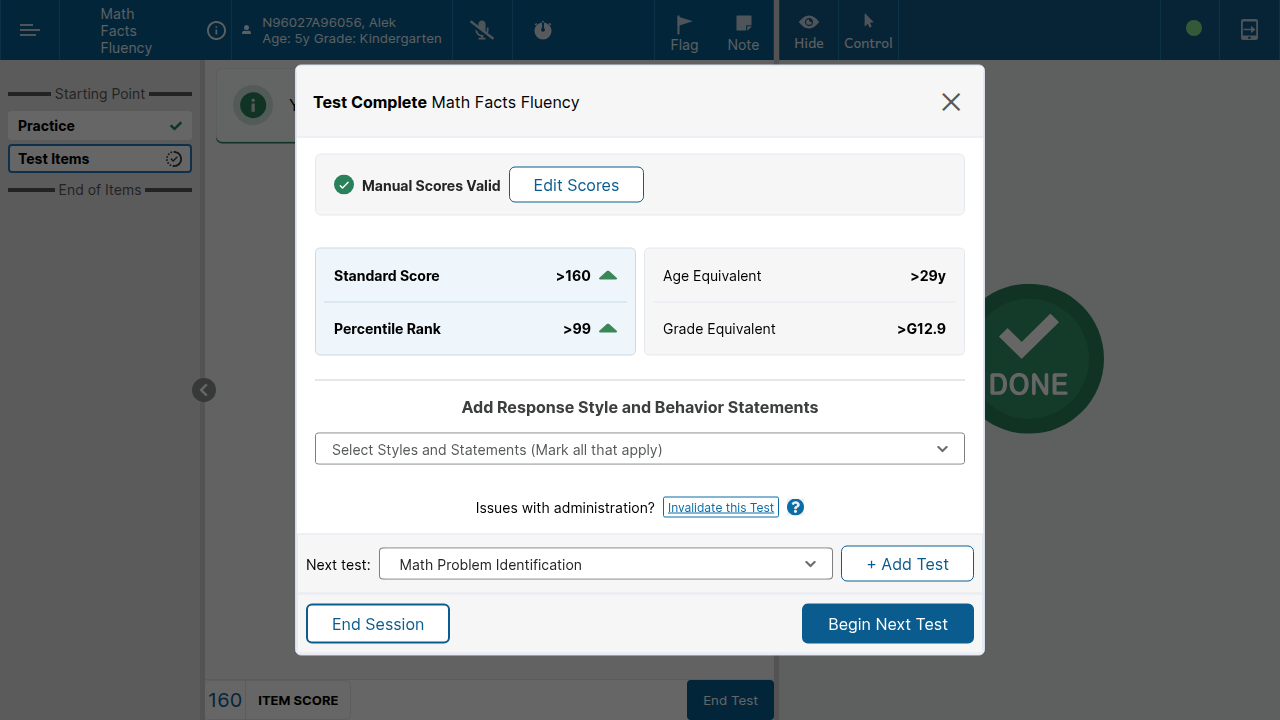 Math
Facts
Fluency
N96027A96056, Alek
Age: 5y Grade: Kindergarten
Flag
Note
Hide
Control
Starting Point
Practice
Test Items
End of Items
Test Complete Math Facts Fluency
Manual Scores Valid
Edit Scores
Standard Score >160
Percentile Rank >99
Age Equivalent >29y
Grade Equivalent >G12.9
DONE
Add Response Style and Behavior Statements
Select Styles and Statements (Mark all that apply)
Issues with administration? Invalidate this Test ?
Next test: Math Problem Identification
+ Add Test
End Session
Begin Next Test
160 ITEM SCORE
End Test